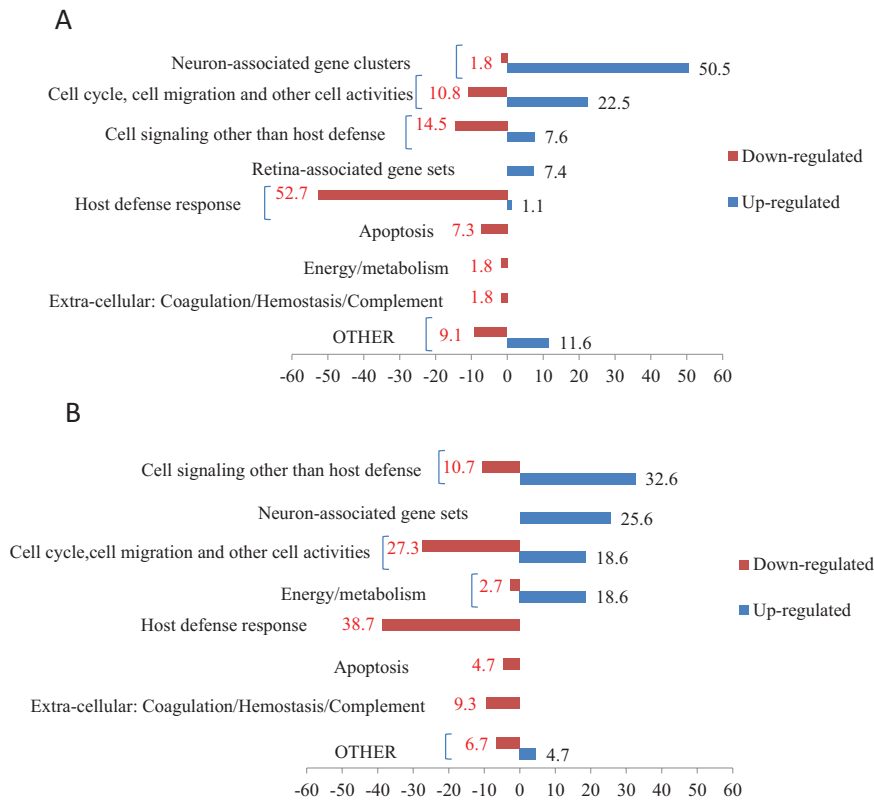 A
Neuron-associated gene clusters 1.8 50.5
Cell cycle, cell migration and other cell activities 10.8 22.5
Cell signaling other than host defense 14.5 7.6
Retina-associated gene sets 7.4
Host defense response 52.7 1.1
Apoptosis 7.3
Energy/metabolism 1.8
Extra-cellular: Coagulation/Hemostasis/Complement 1.8
OTHER 9.1 11.6
-60 -50 -40 -30 -20 -10 0 10 20 30 40 50 60
Down-regulated
Up-regulated
B
Cell signaling other than host defense 10.7 32.6
Neuron-associated gene sets 25.6
Cell cycle,cell migration and other cell activities 27.3 18.6
Energy/metabolism 2.7 18.6
Host defense response 38.7
Apoptosis 4.7
Extra-cellular: Coagulation/Hemostasis/Complement 9.3
OTHER 6.7 4.7
-60 -50 -40 -30 -20 -10 0 10 20 30 40 50 60
Down-regulated
Up-regulated